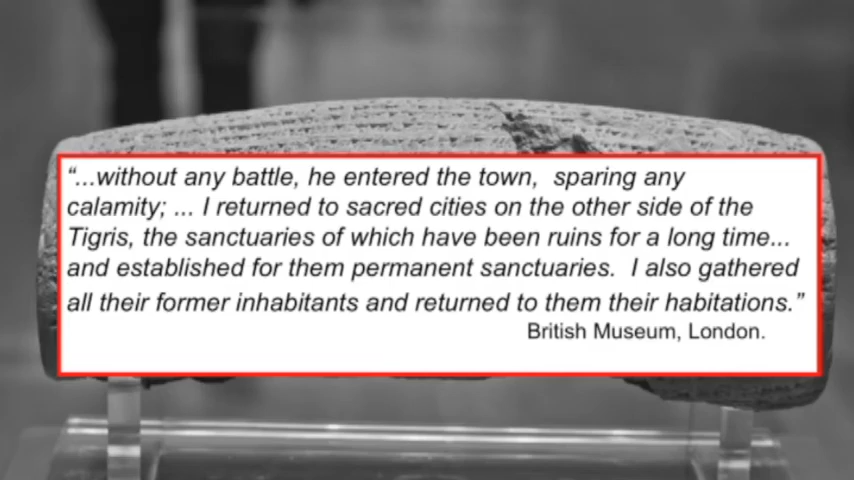 “...without any battle, he entered the town,  sparing any
calamity; ... I returned to sacred cities on the other side of the
Tigris, the sanctuaries of which have been ruins for a long time...
and established for them permanent sanctuaries.  I also gathered
all their former inhabitants and returned to them their habitations.”
British Museum, London.